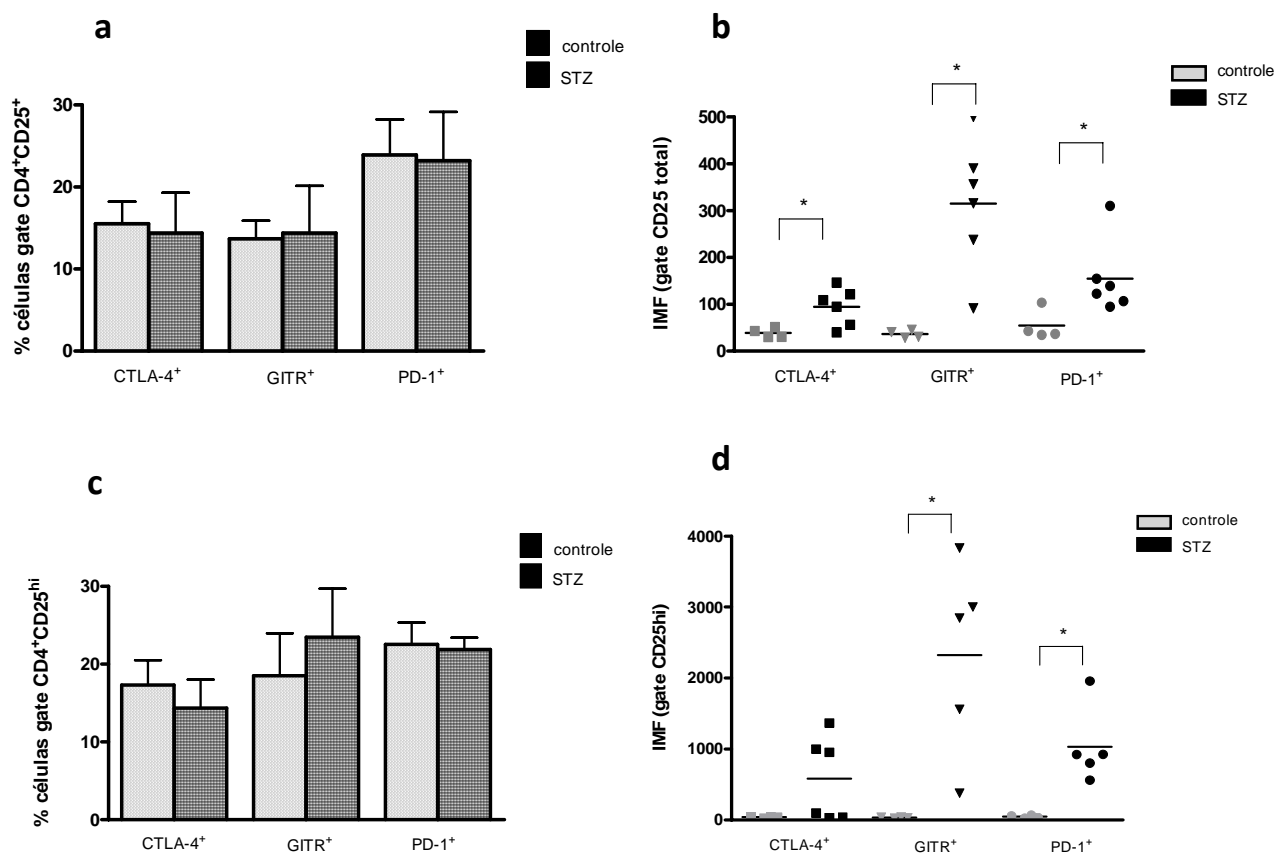 a
controle
STZ
% células gate CD4⁺CD25⁺
30
20
10
0
CTLA-4⁺
GITR⁺
PD-1⁺
b
controle
STZ
IMF (gate CD25 total)
500
400
300
200
100
0
*
*
*
CTLA-4⁺
GITR⁺
PD-1⁺
c
controle
STZ
% células gate CD4⁺CD25ʰⁱ
30
20
10
0
CTLA-4⁺
GITR⁺
PD-1⁺
d
controle
STZ
IMF (gate CD25hi)
4000
3000
2000
1000
0
*
*
CTLA-4⁺
GITR⁺
PD-1⁺